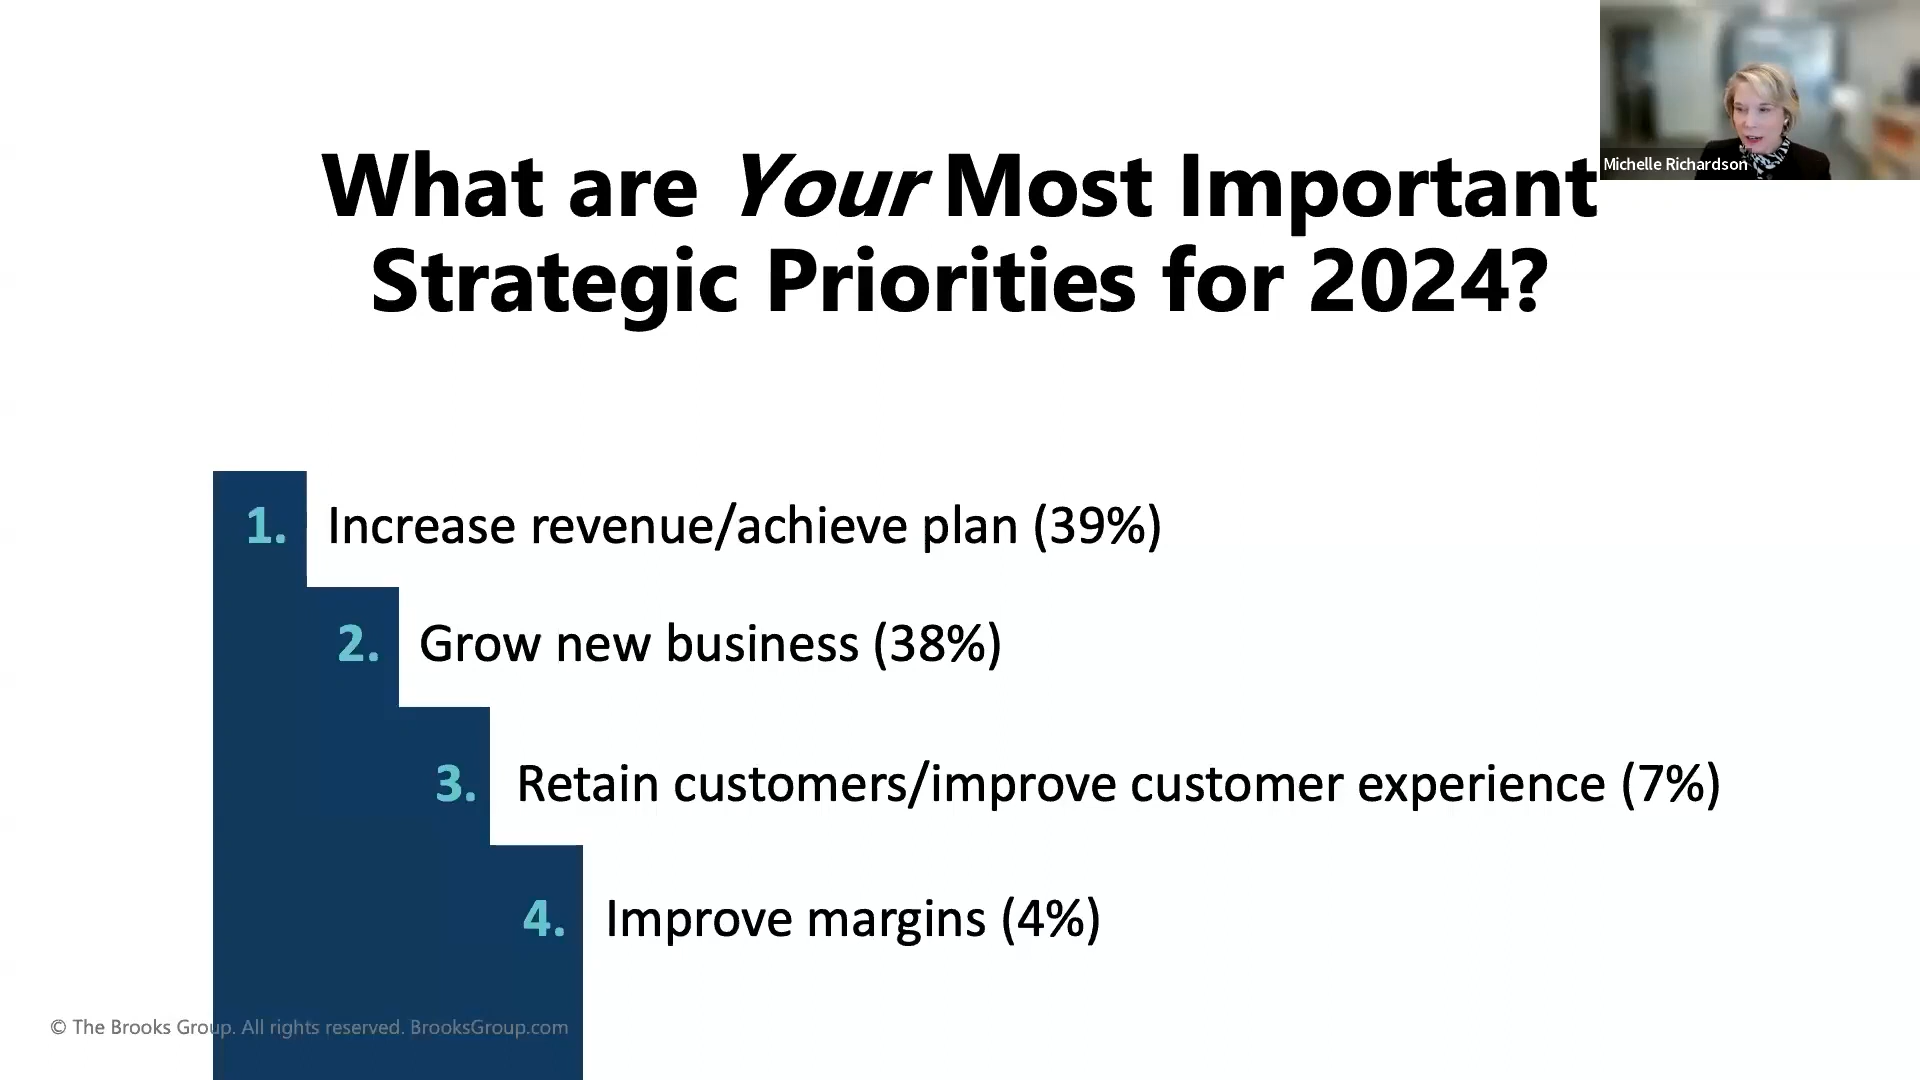 What are Your Most Important
Strategic Priorities for 2024?
Michelle Richardson
1. Increase revenue/achieve plan (39%)
2. Grow new business (38%)
3. Retain customers/improve customer experience (7%)
4. Improve margins (4%)
© The Brooks Group. All rights reserved. BrooksGroup.com